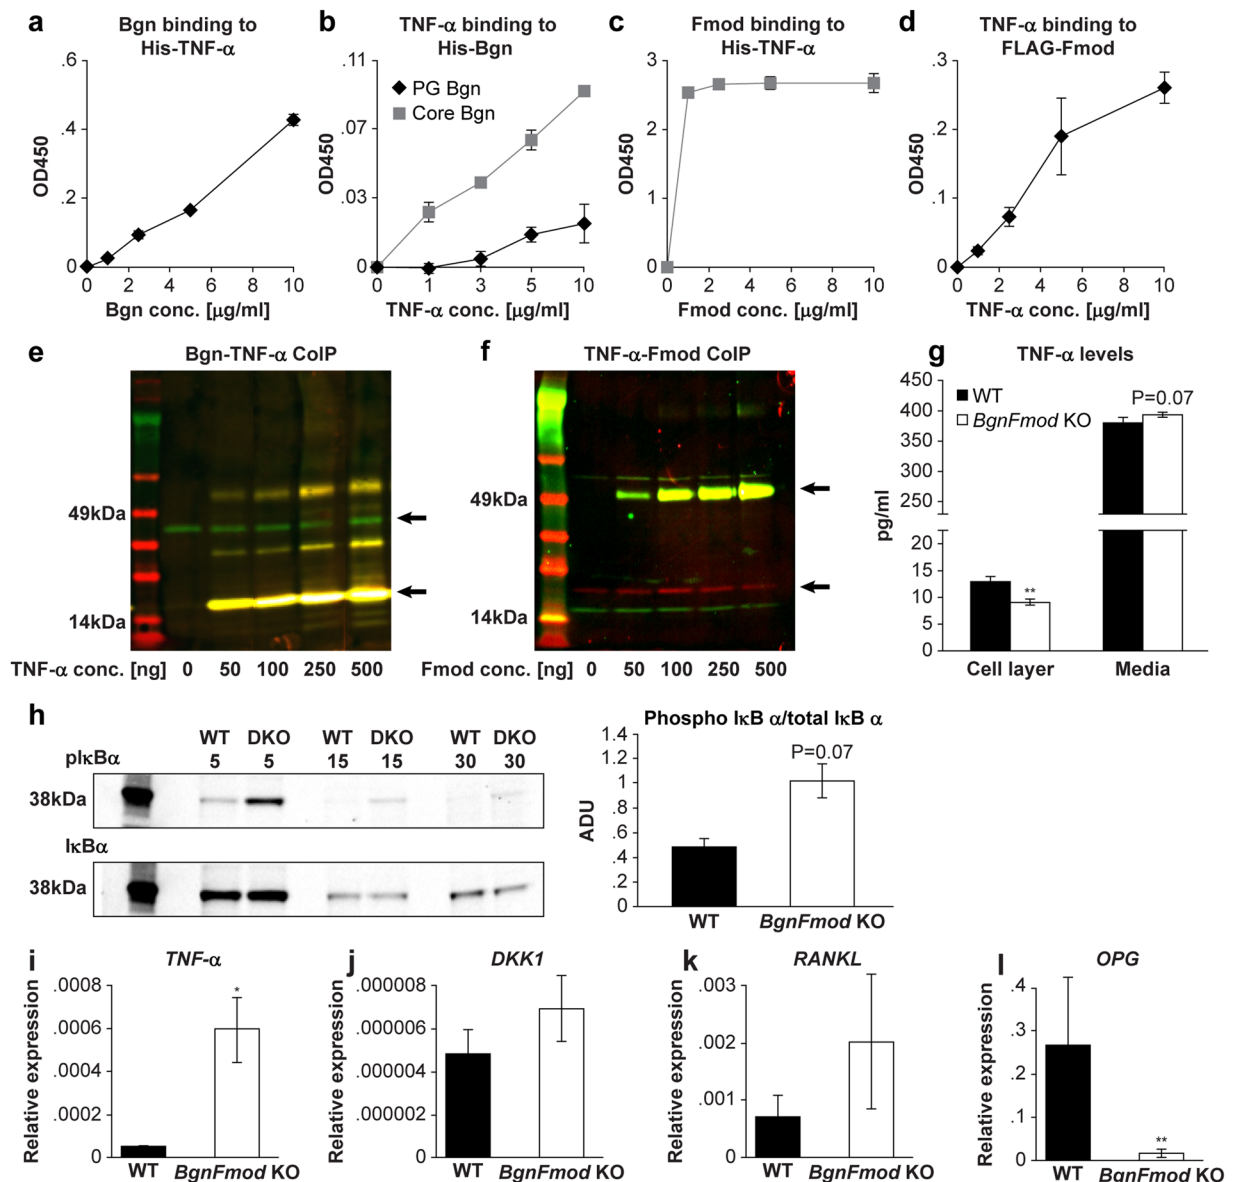 a
Bgn binding to
His-TNF-α
.6
.4
.2
0
OD450
0 2 4 6 8 10
Bgn conc. [μg/ml]
b
TNF-α binding to
His-Bgn
.11
.07
.03
0
OD450
PG Bgn
Core Bgn
0 1 3 5 10
TNF-α conc. [μg/ml]
c
Fmod binding to
His-TNF-α
3
2
1
0
OD450
0 2 4 6 8 10
Fmod conc. [μg/ml]
d
TNF-α binding to
FLAG-Fmod
.3
.2
.1
0
OD450
0 2 4 6 8 10
TNF-α conc. [μg/ml]
e
Bgn-TNF-α CoIP
49kDa
14kDa
TNF-α conc. [ng] 0 50 100 250 500
f
TNF-α-Fmod CoIP
49kDa
14kDa
Fmod conc. [ng] 0 50 100 250 500
g
TNF-α levels
450
400
350
300
250
20
15
10
5
0
pg/ml
WT
BgnFmod KO
P=0.07
**
Cell layer Media
h
WT DKO WT DKO WT DKO
pIκBα 5 5 15 15 30 30
38kDa
IκBα
38kDa
Phospho IκB α/total IκB α
1.4
1.2
1
.8
.6
.4
.2
0
ADU
P=0.07
WT BgnFmod KO
i
TNF-α
.0008
.0006
.0004
.0002
0
Relative expression
*
WT BgnFmod KO
j
DKK1
.000008
.000006
.000004
.000002
0
Relative expression
WT BgnFmod KO
k
RANKL
.003
.002
.001
0
Relative expression
WT BgnFmod KO
l
OPG
.4
.3
.2
.1
0
Relative expression
**
WT BgnFmod KO